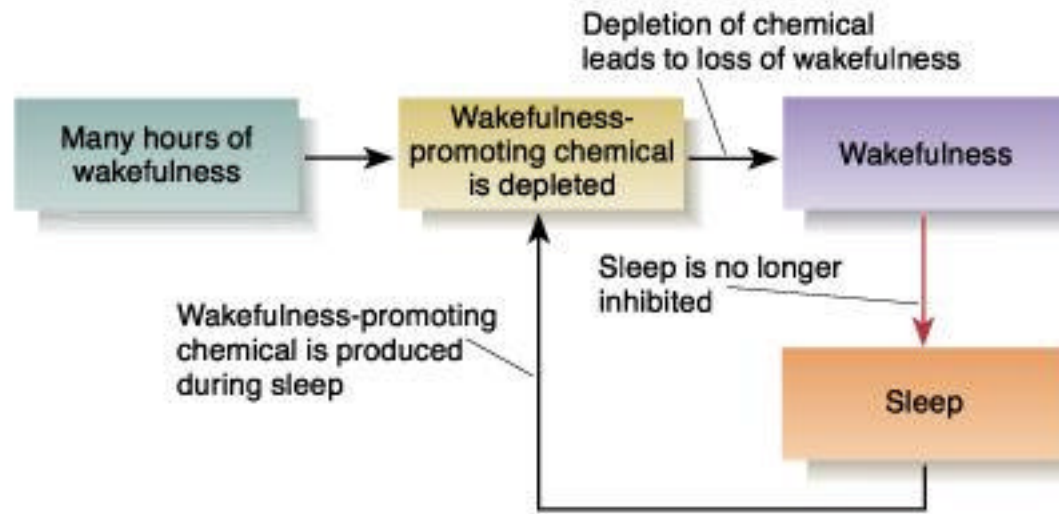 Depletion of chemical
leads to loss of wakefulness
Many hours of
wakefulness
Wakefulness-
promoting chemical
is depleted
Wakefulness
Sleep is no longer
inhibited
Wakefulness-promoting
chemical is produced
during sleep
Sleep